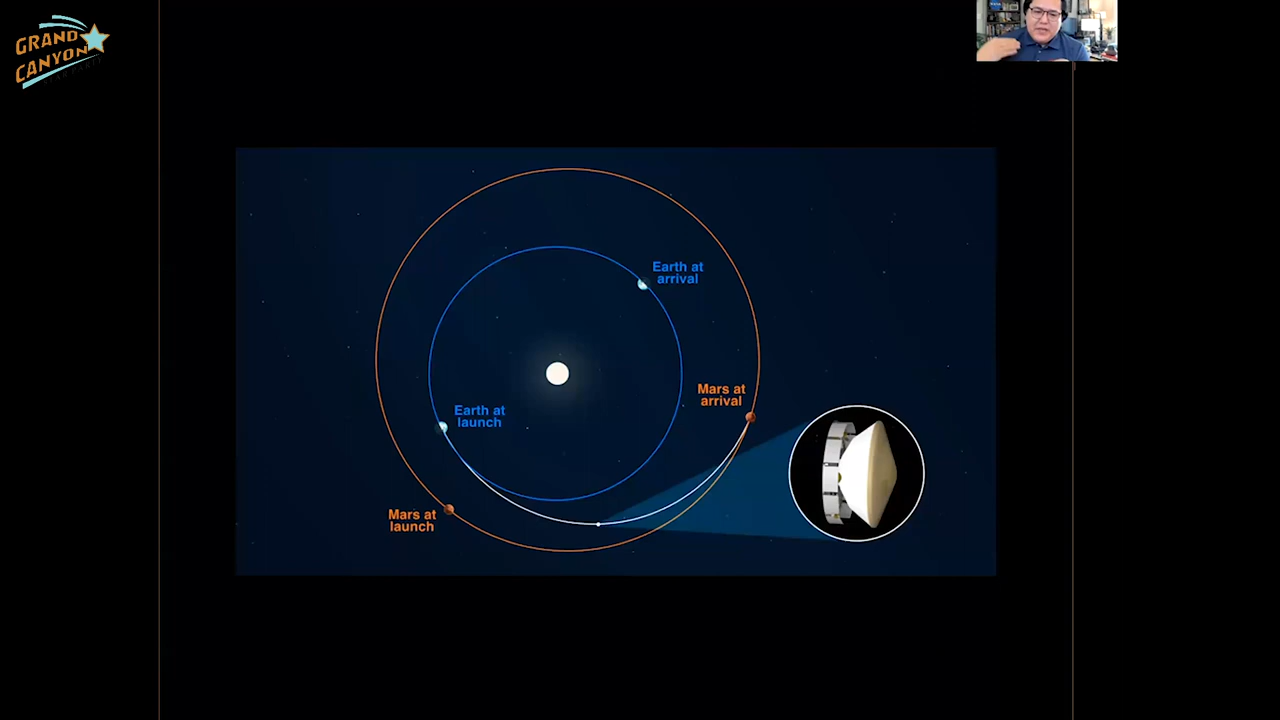 GRAND
CANYON
Earth at
arrival
Mars at
arrival
Earth at
launch
Mars at
launch